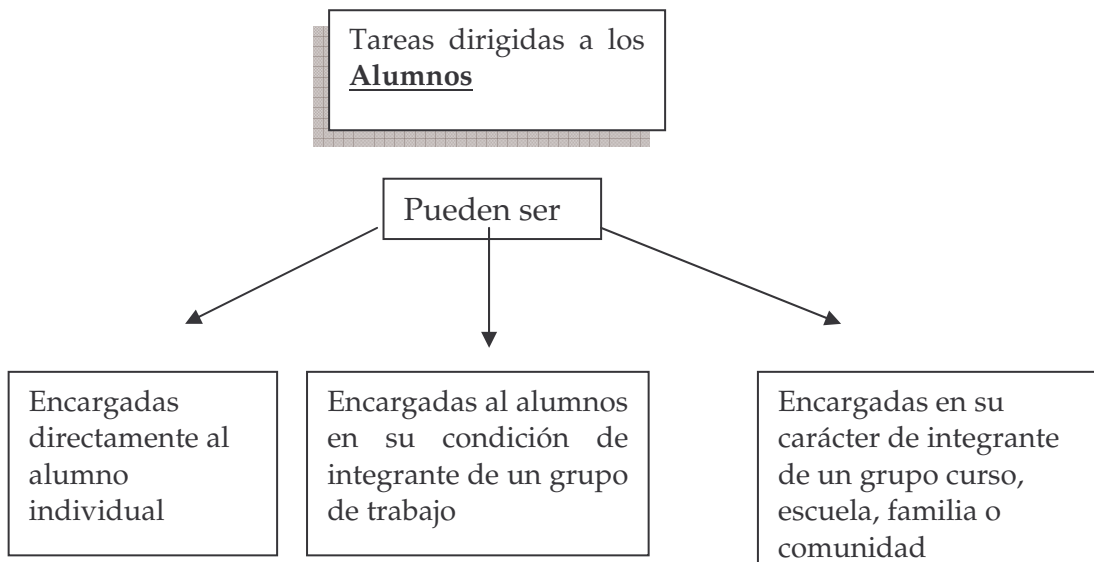 Tareas dirigidas a los
Alumnos
Pueden ser
Encargadas
directamente al
alumno
individual
Encargadas al alumnos
en su condición de
integrante de un grupo
de trabajo
Encargadas en su
carácter de integrante
de un grupo curso,
escuela, familia o
comunidad